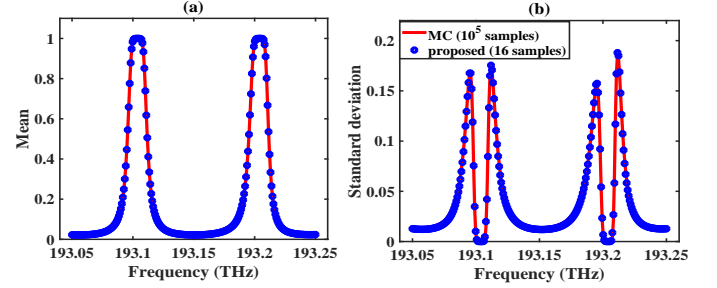 (a)
1
0.8
0.6
0.4
0.2
0
Mean
193.05 193.1 193.15 193.2 193.25
Frequency (THz)
(b)
MC (10^5 samples)
proposed (16 samples)
0.2
0.15
0.1
0.05
0
Standard deviation
193.05 193.1 193.15 193.2 193.25
Frequency (THz)